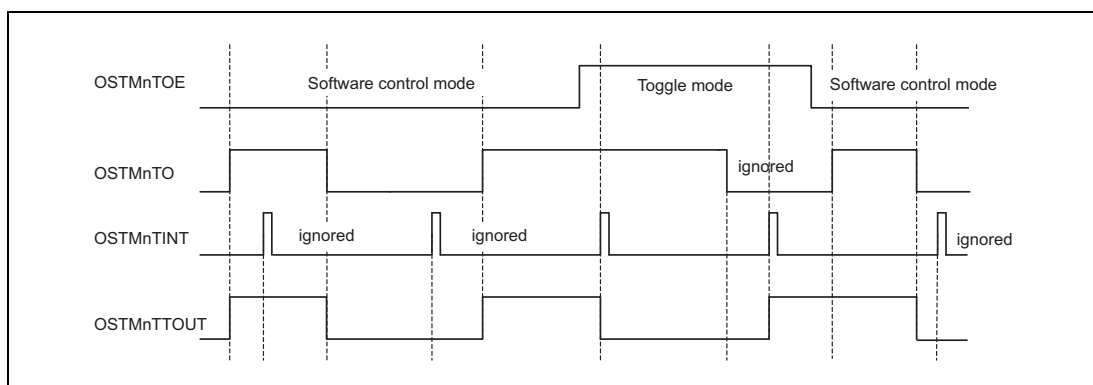 OSTMnTOE
Software control mode
Toggle mode
Software control mode
OSTMnTO
ignored
OSTMnTINT
ignored
ignored
ignored
OSTMnTTOUT